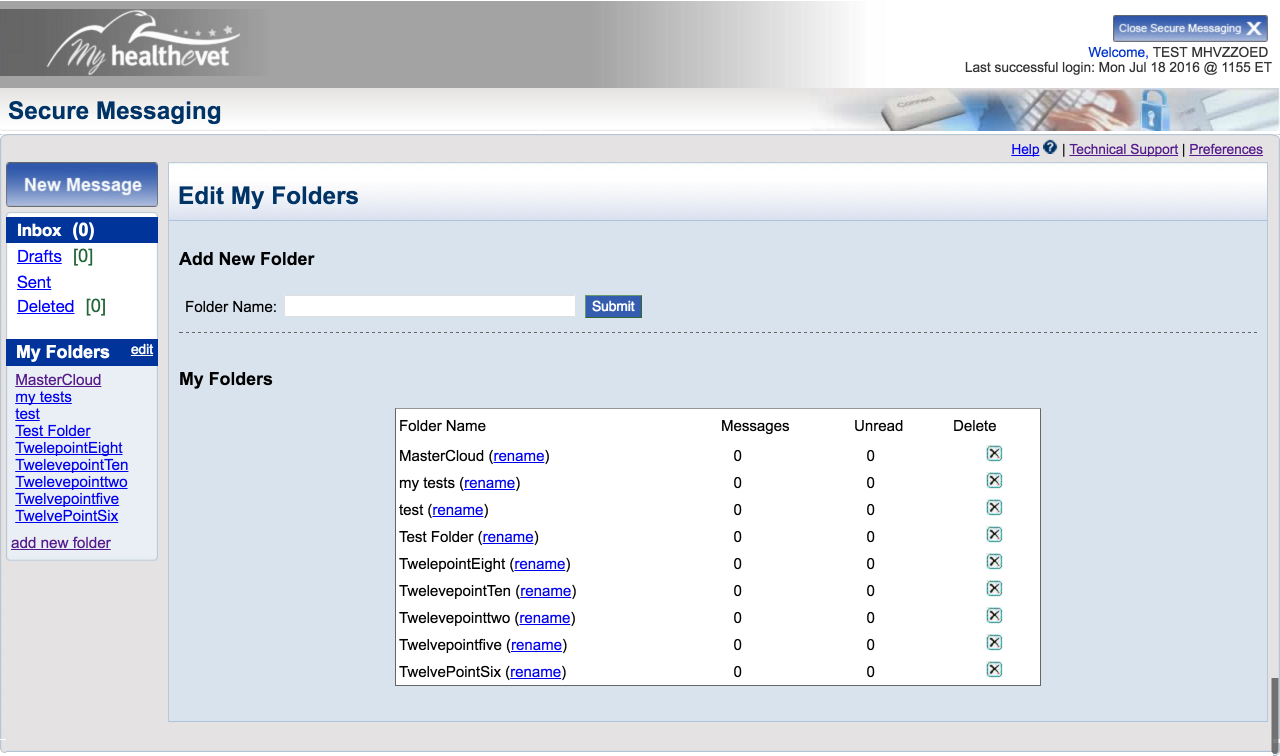 My healthevet
Close Secure Messaging X
Welcome, TEST MHVZZOED
Last successful login: Mon Jul 18 2016 @ 1155 ET
Secure Messaging
Connect
Help ? | Technical Support | Preferences
New Message
Inbox (0)
Drafts [0]
Sent
Deleted [0]
My Folders edit
MasterCloud
my tests
test
Test Folder
TwelepointEight
TwelevepointTen
Twelevepointtwo
Twelvepointfive
TwelvePointSix
add new folder
Edit My Folders
Add New Folder
Folder Name: Submit
My Folders
Folder Name Messages Unread Delete
MasterCloud (rename) 0 0
my tests (rename) 0 0
test (rename) 0 0
Test Folder (rename) 0 0
TwelepointEight (rename) 0 0
TwelevepointTen (rename) 0 0
Twelevepointtwo (rename) 0 0
Twelvepointfive (rename) 0 0
TwelvePointSix (rename) 0 0